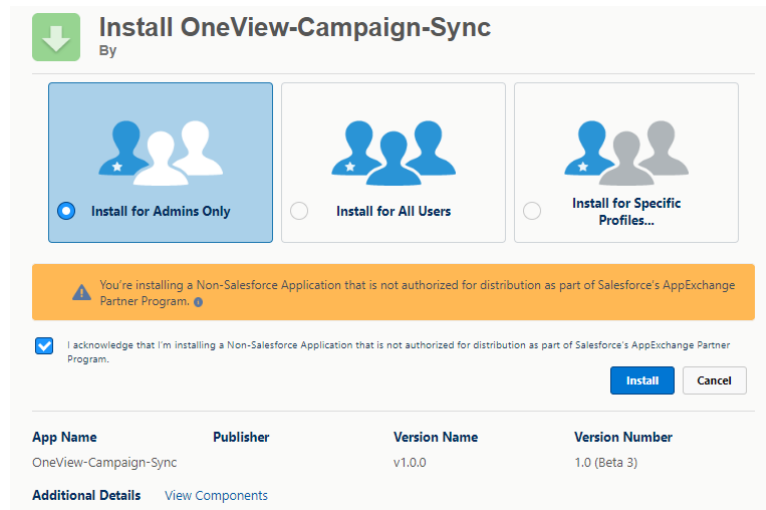 Install OneView-Campaign-Sync
By
Install for Admins Only
Install for All Users
Install for Specific
Profiles...
You're installing a Non-Salesforce Application that is not authorized for distribution as part of Salesforce's AppExchange
Partner Program.
I acknowledge that I'm installing a Non-Salesforce Application that is not authorized for distribution as part of Salesforce's AppExchange Partner
Program.
Install Cancel
App Name Publisher Version Name Version Number
OneView-Campaign-Sync v1.0.0 1.0 (Beta 3)
Additional Details View Components